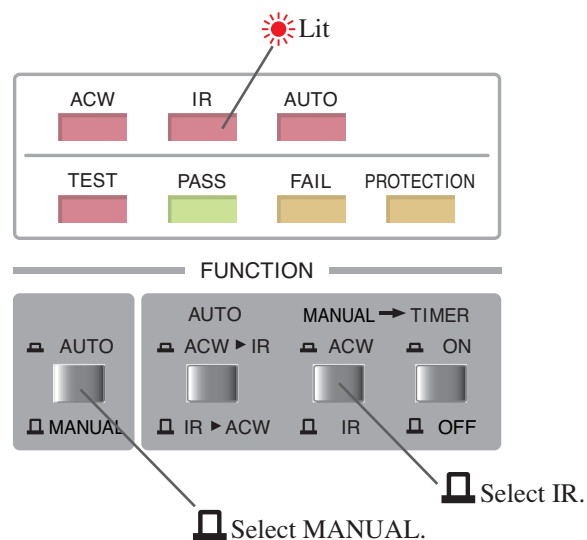 Lit
ACW IR AUTO
TEST PASS FAIL PROTECTION
FUNCTION
AUTO MANUAL → TIMER
AUTO ACW ▶ IR ACW ON
MANUAL IR ▶ ACW IR OFF
Select IR.
Select MANUAL.